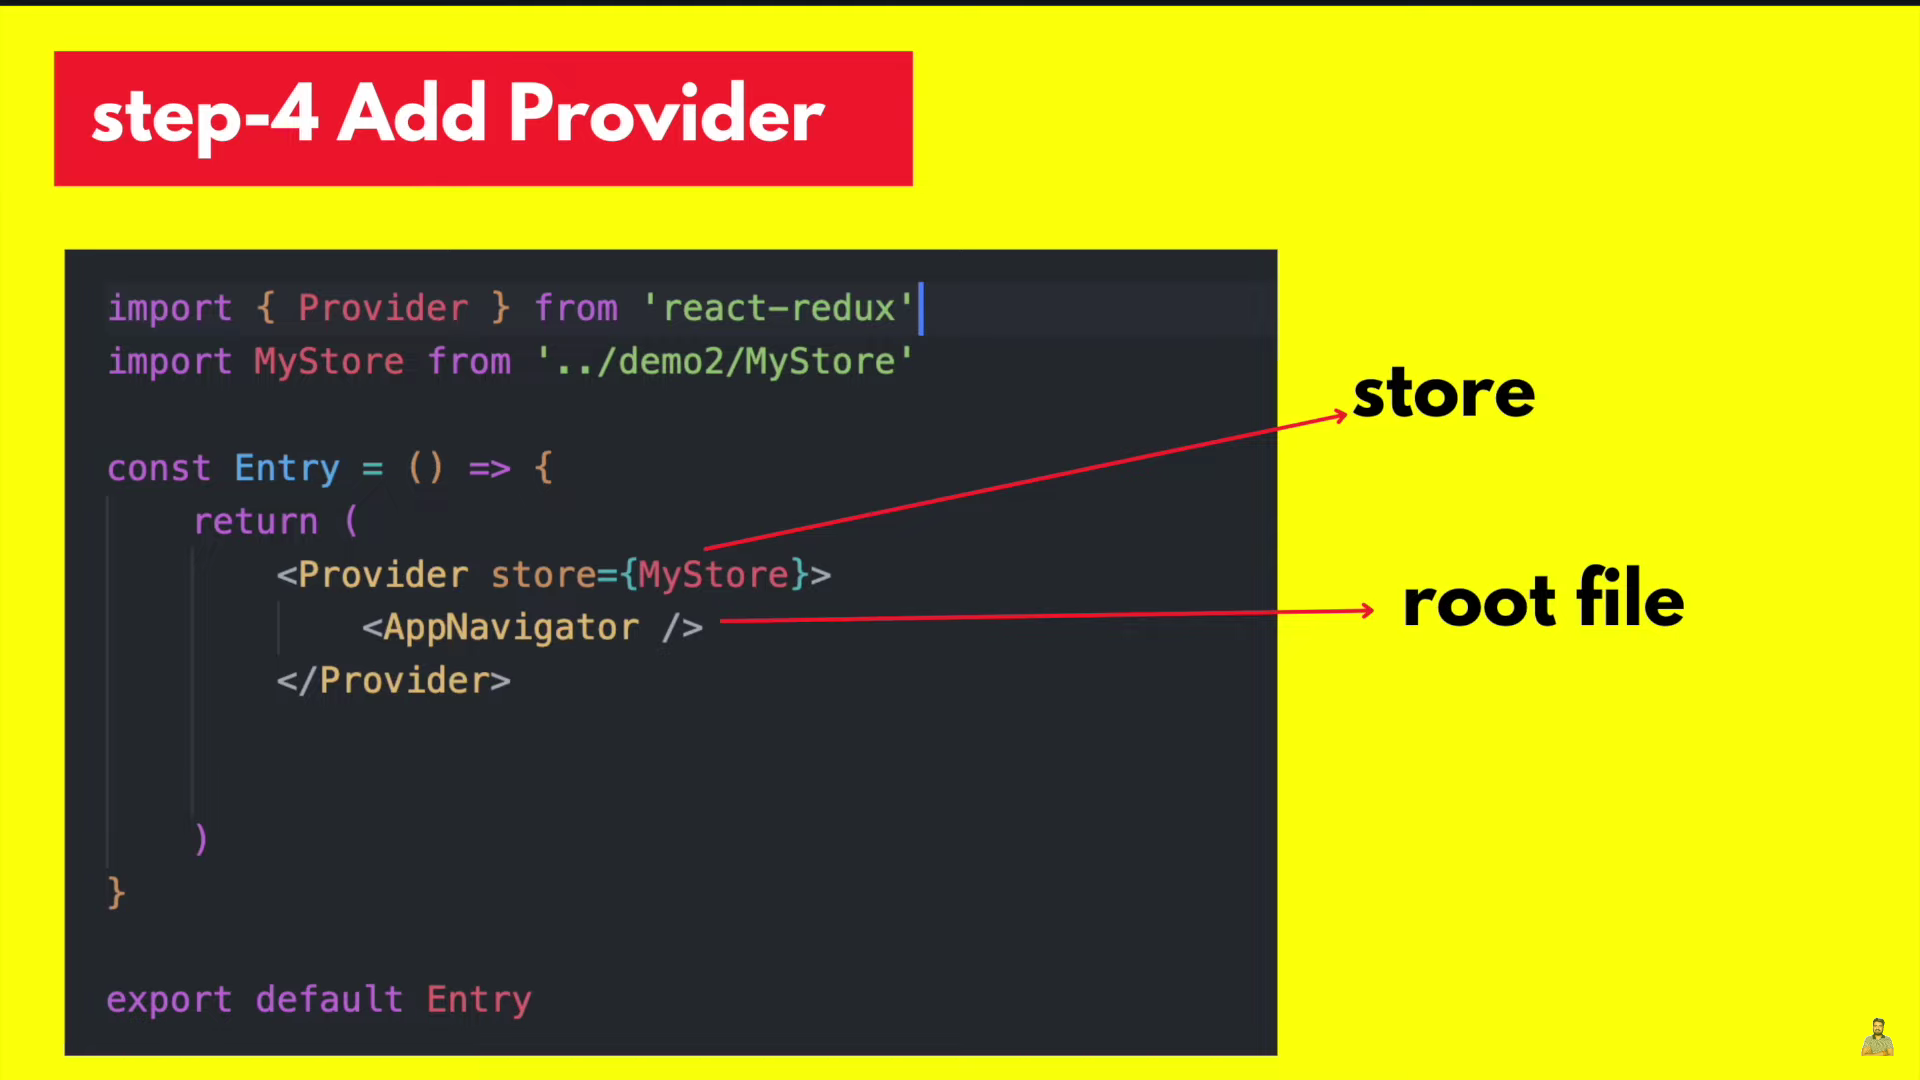 step-4 Add Provider
import { Provider } from 'react-redux'
import MyStore from '../demo2/MyStore'
const Entry = () => {
return (
<Provider store={MyStore}>
<AppNavigator />
</Provider>
)
}
export default Entry
store
root file